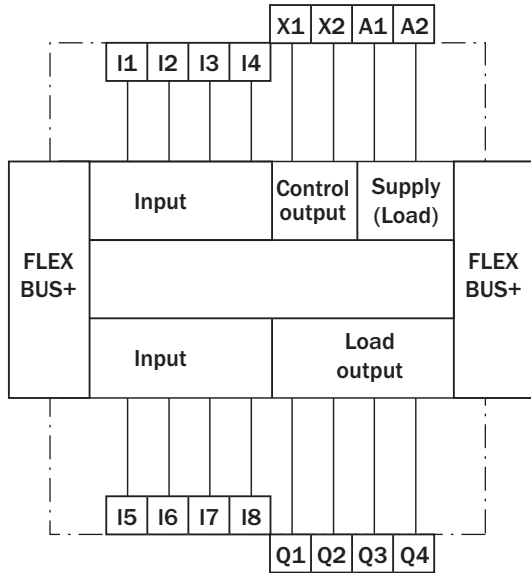 X1 X2 A1 A2
I1 I2 I3 I4
Input
Control
output
Supply
(Load)
FLEX
BUS+
FLEX
BUS+
Input
Load
output
I5 I6 I7 I8
Q1 Q2 Q3 Q4